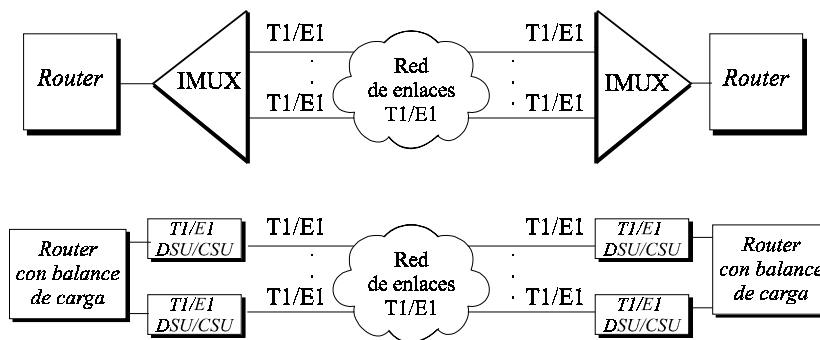 T1/E1
T1/E1
Router
IMUX
Red
de enlaces
T1/E1
IMUX
Router
T1/E1
T1/E1
T1/E1
DSU/CSU
T1/E1
T1/E1
T1/E1
DSU/CSU
Router
con balance
de carga
Red
de enlaces
T1/E1
Router
con balance
de carga
T1/E1
DSU/CSU
T1/E1
T1/E1
T1/E1
DSU/CSU